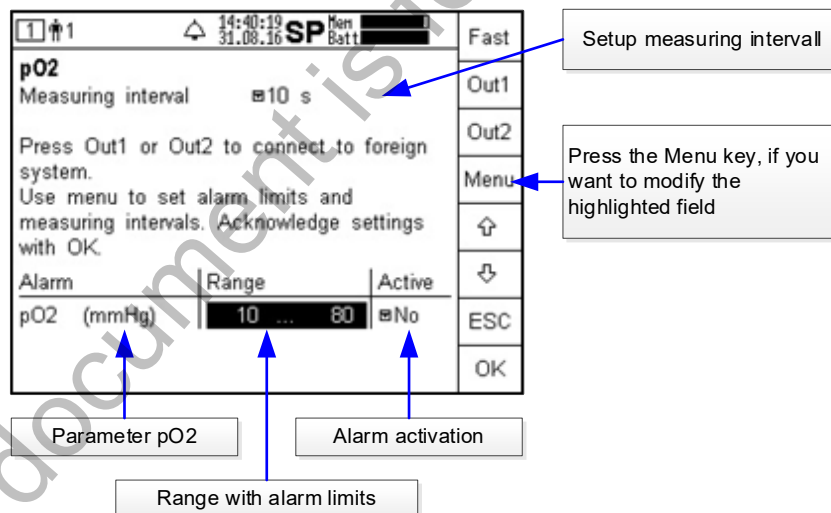 1 1 14:40:19 SP Mem
31.08.16 Batt
Fast
Setup measuring intervall
pO2
Measuring interval 10 s
Out1
Press Out1 or Out2 to connect to foreign
system.
Use menu to set alarm limits and
measuring intervals. Acknowledge settings
with OK.
Out2
Menu
Press the Menu key, if you
want to modify the
highlighted field
Alarm Range Active
pO2 (mmHg) 10 ... 80 No
ESC
OK
Parameter pO2
Alarm activation
Range with alarm limits
document is